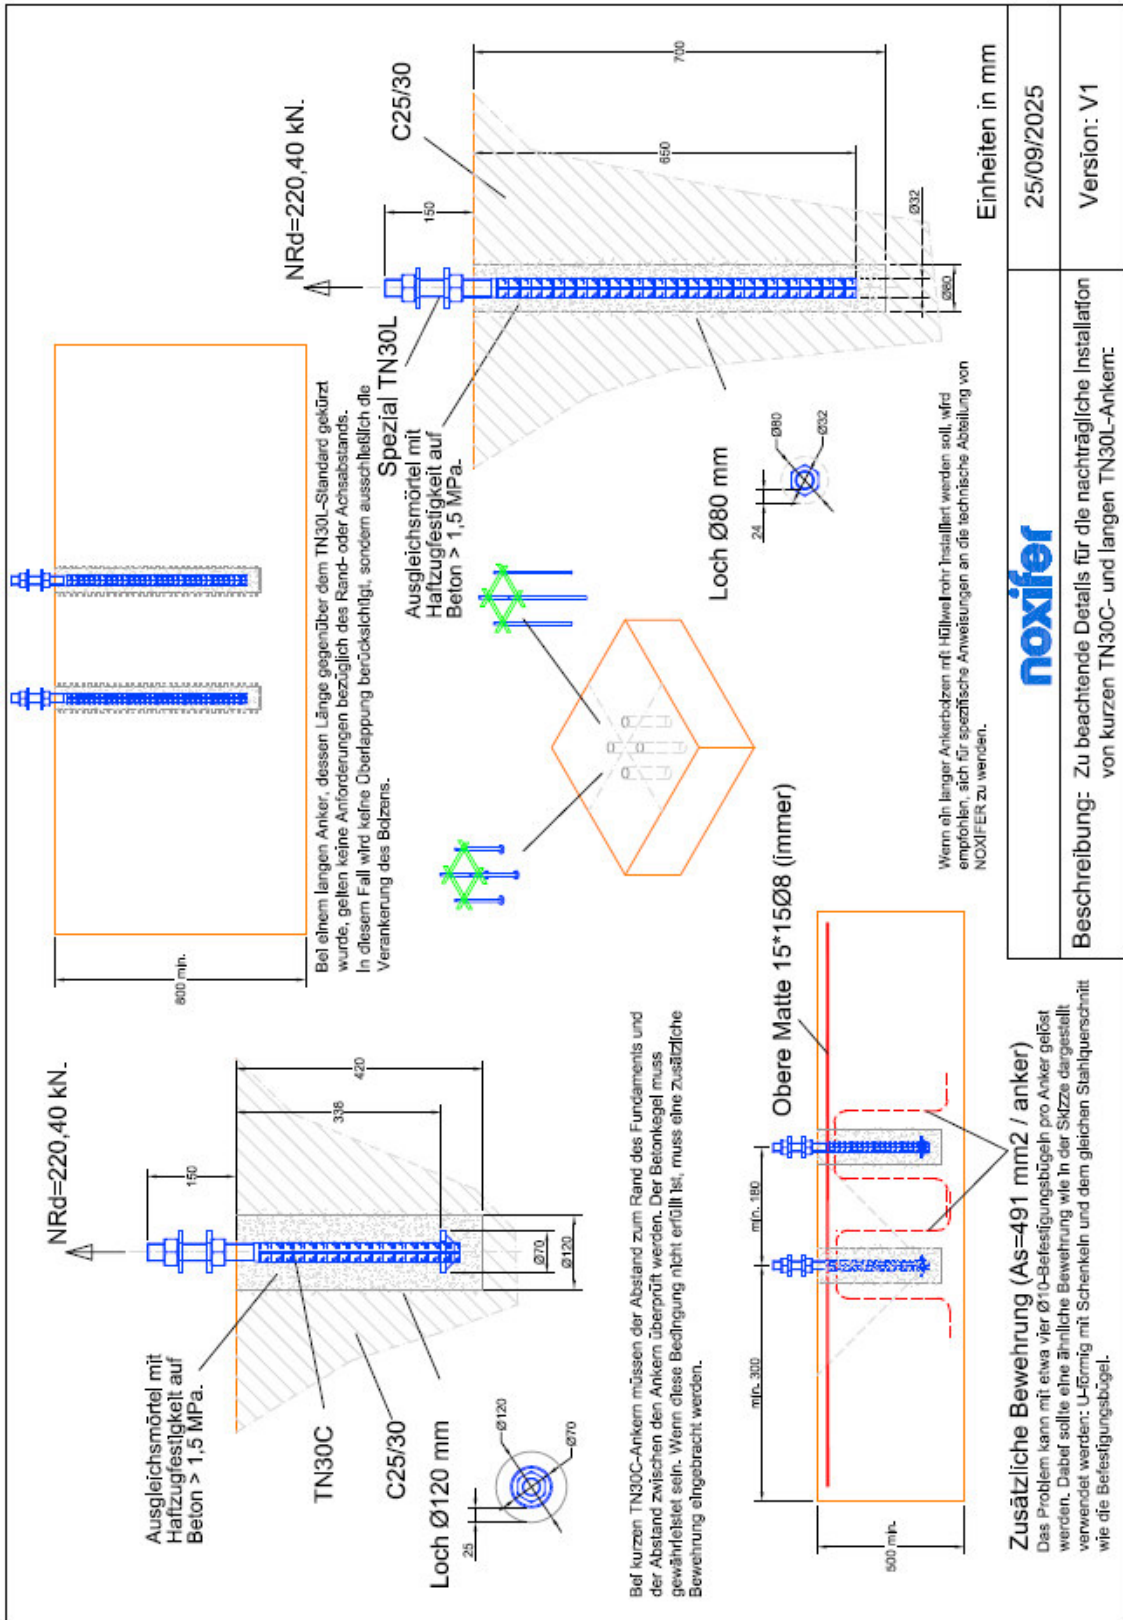 NRd=220,40 kN.
150
Ausgleichsmörtel mit
Haftzugfestigkeit auf
Beton > 1,5 MPa.
TN30C
C25/30
Loch Ø120 mm
338
420
Ø70
Ø120
25
Ø120
Ø70
Bei kurzen TN30C-Ankern müssen der Abstand zum Rand des Fundaments und
der Abstand zwischen den Ankern überprüft werden. Der Betonkegel muss
gewährleistet sein. Wenn diese Bedingung nicht erfüllt ist, muss eine zusätzliche
Bewehrung eingebracht werden.
Obere Matte 15*15Ø8 (immer)
min. 300
min. 180
500 min.
Zusätzliche Bewehrung (As=491 mm2 / anker)
Das Problem kann mit etwa vier Ø10-Befestigungsbügeln pro Anker gelöst
werden. Dabei sollte eine ähnliche Bewehrung wie in der Skizze dargestellt
verwendet werden: U-förmig mit Schenkeln und dem gleichen Stahlquerschnitt
wie die Befestigungsbügel.
800 min.
Bei einem langen Anker, dessen Länge gegenüber dem TN30L-Standard gekürzt
wurde, gelten keine Anforderungen bezüglich des Rand- oder Achsabstands.
In diesem Fall wird keine Überlappung berücksichtigt, sondern ausschließlich die
Verankerung des Bolzens.
NRd=220,40 kN.
150
Spezial TN30L
Ausgleichsmörtel mit
Haftzugfestigkeit auf
Beton > 1,5 MPa.
C25/30
650
700
Ø32
Ø80
Loch Ø80 mm
24
Ø80
Ø32
Wenn ein langer Ankerbolzen mit Hüllwellrohr installiert werden soll, wird
empfohlen, sich für spezifische Anweisungen an die technische Abteilung von
NOXIFER zu wenden.
Einheiten in mm
noxifer
25/09/2025
Beschreibung: Zu beachtende Details für die nachträgliche Installation
von kurzen TN30C- und langen TN30L-Ankern:
Version: V1